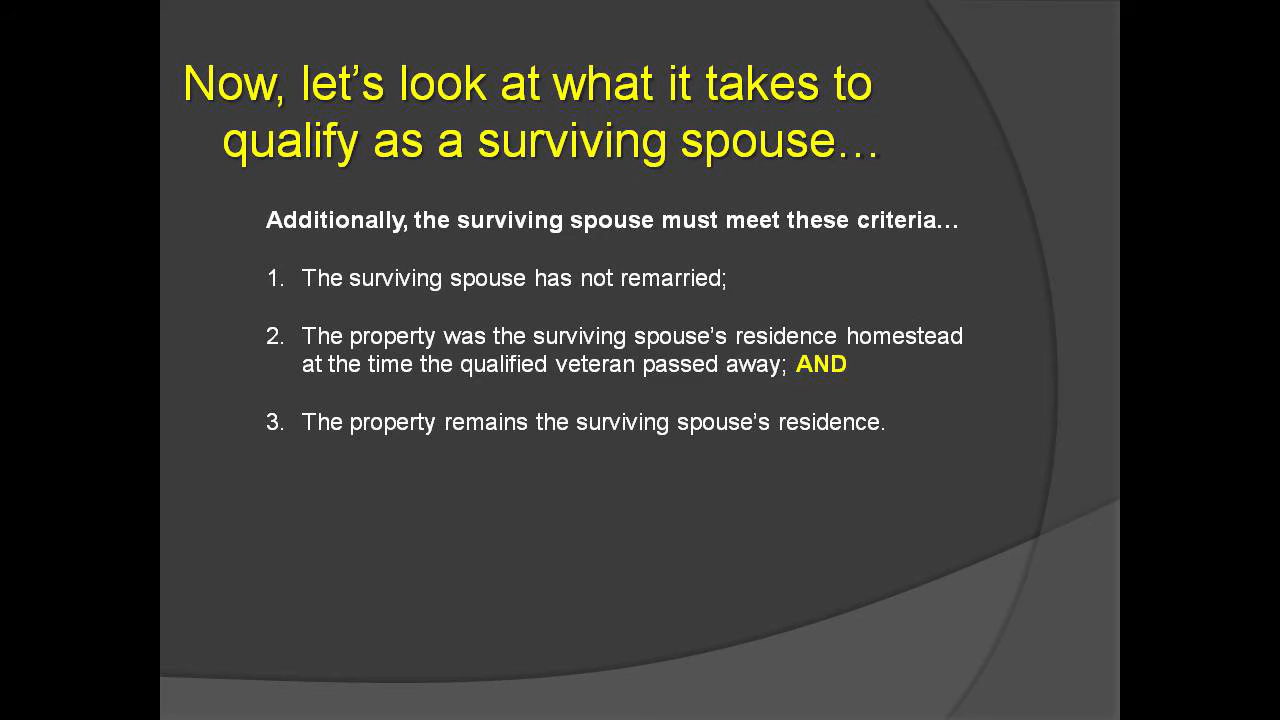 Now, let’s look at what it takes to
qualify as a surviving spouse…
Additionally, the surviving spouse must meet these criteria…
1. The surviving spouse has not remarried;
2. The property was the surviving spouse’s residence homestead
at the time the qualified veteran passed away; AND
3. The property remains the surviving spouse’s residence.